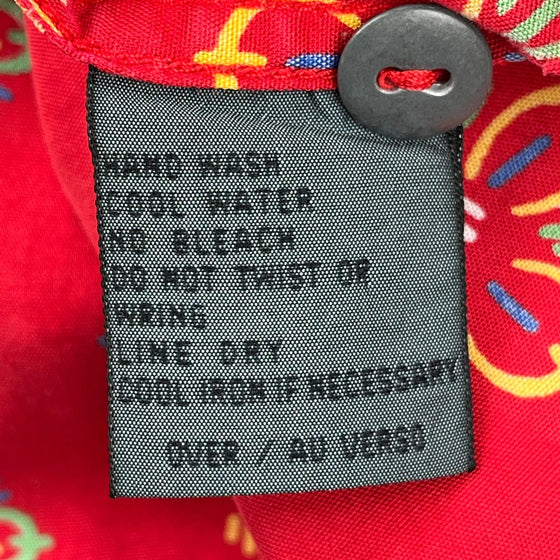 HAND WASH
COOL WATER
NO BLEACH
DO NOT TWIST OR
WRING
LINE DRY
COOL IRON IF NECESSARY
OVER / AU VERSO